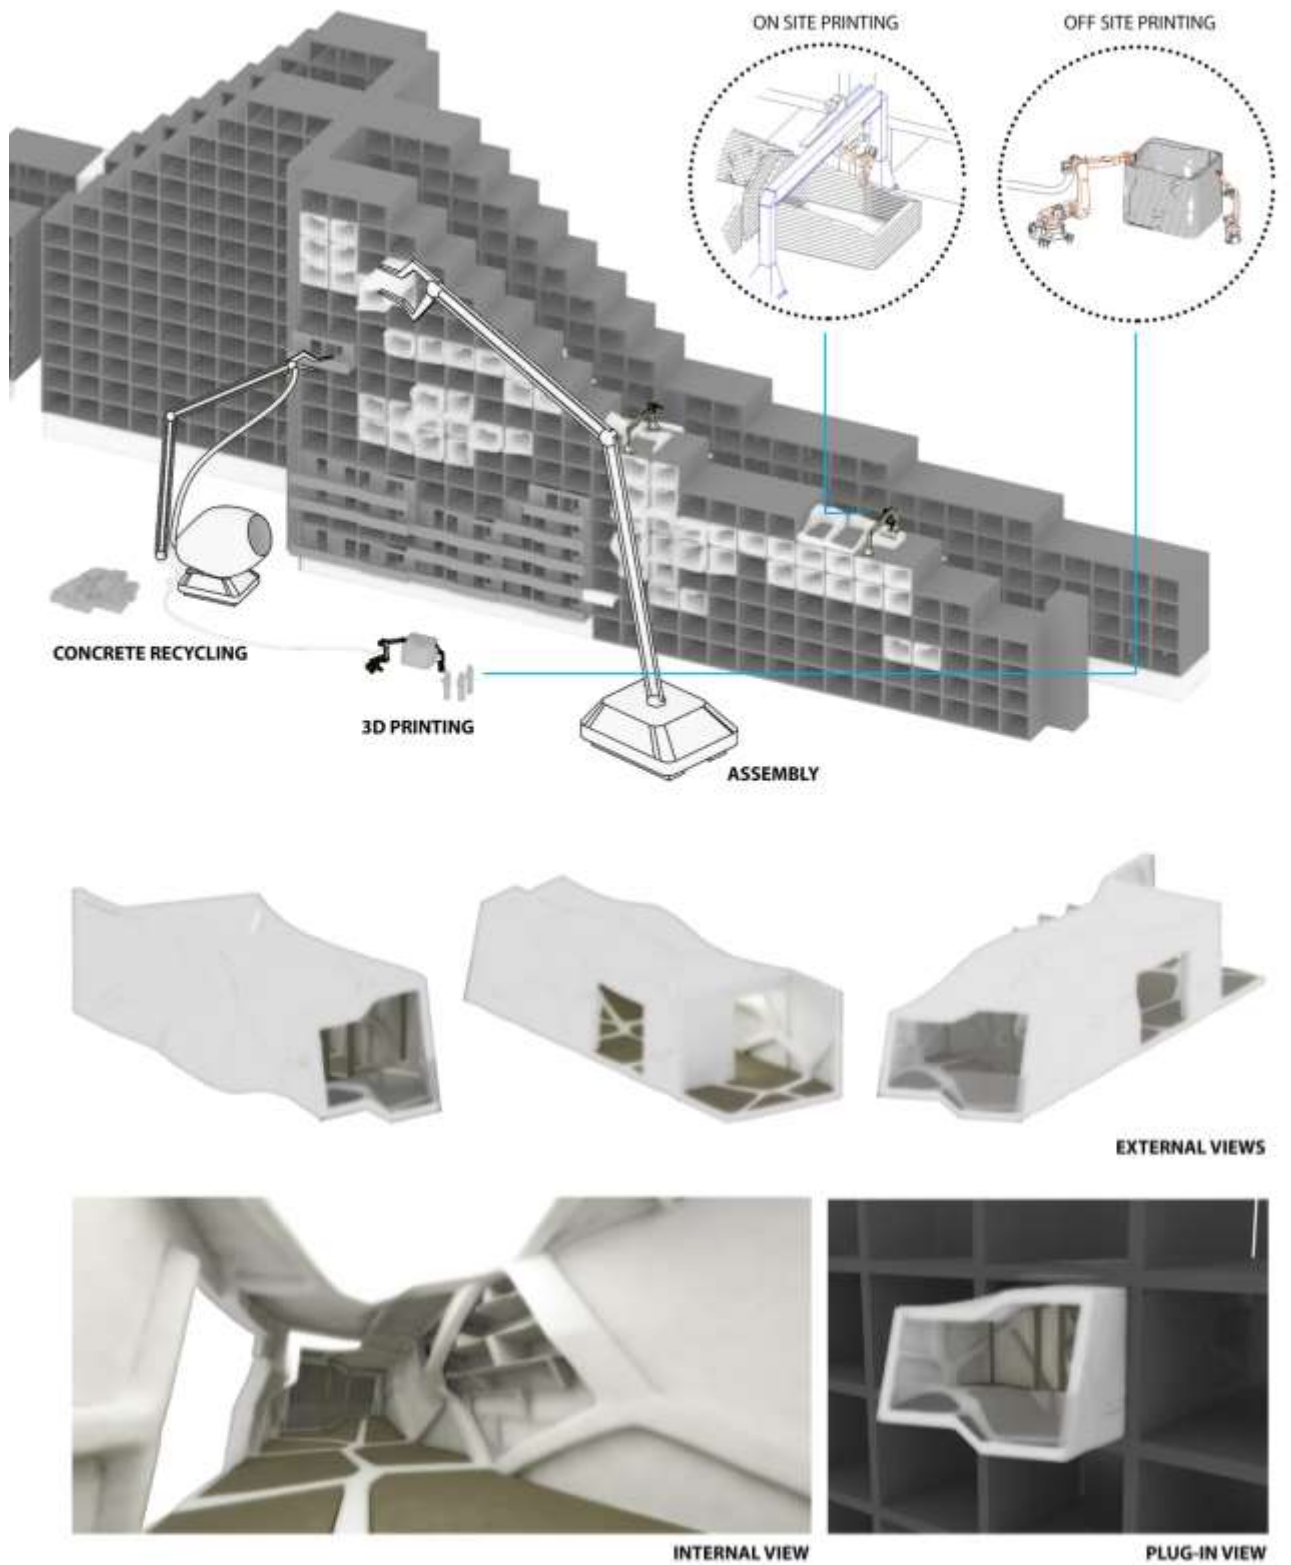 ON SITE PRINTING
OFF SITE PRINTING
CONCRETE RECYCLING
3D PRINTING
ASSEMBLY
EXTERNAL VIEWS
INTERNAL VIEW
PLUG-IN VIEW